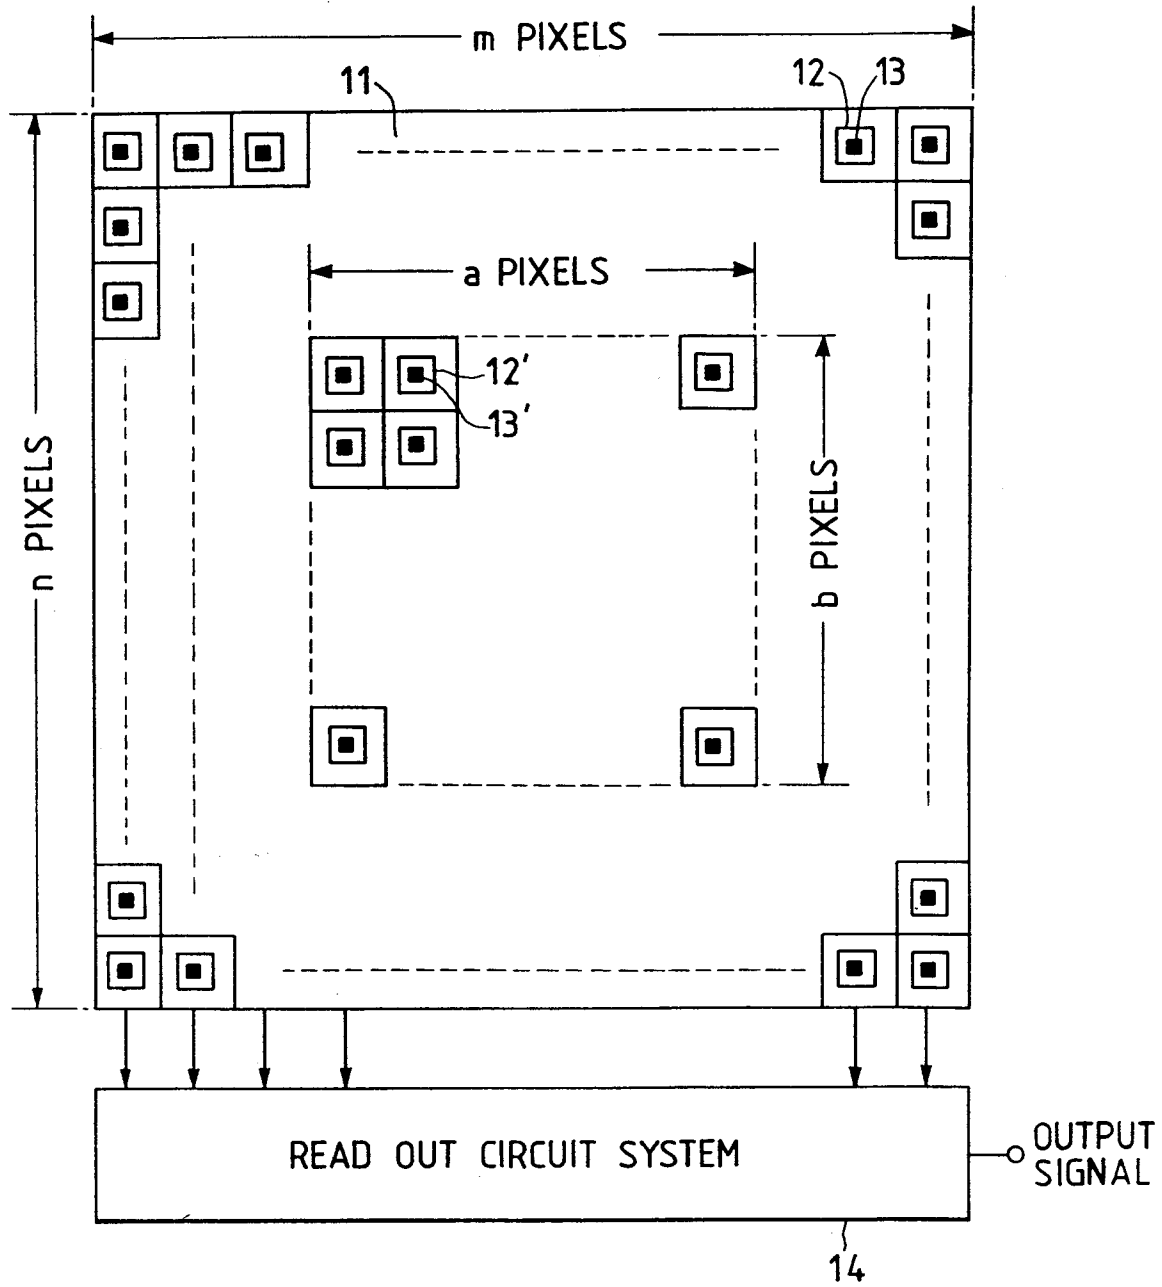 m PIXELS
11
12
13
a PIXELS
12'
13'
n PIXELS
b PIXELS
READ OUT CIRCUIT SYSTEM
OUTPUT
SIGNAL
14